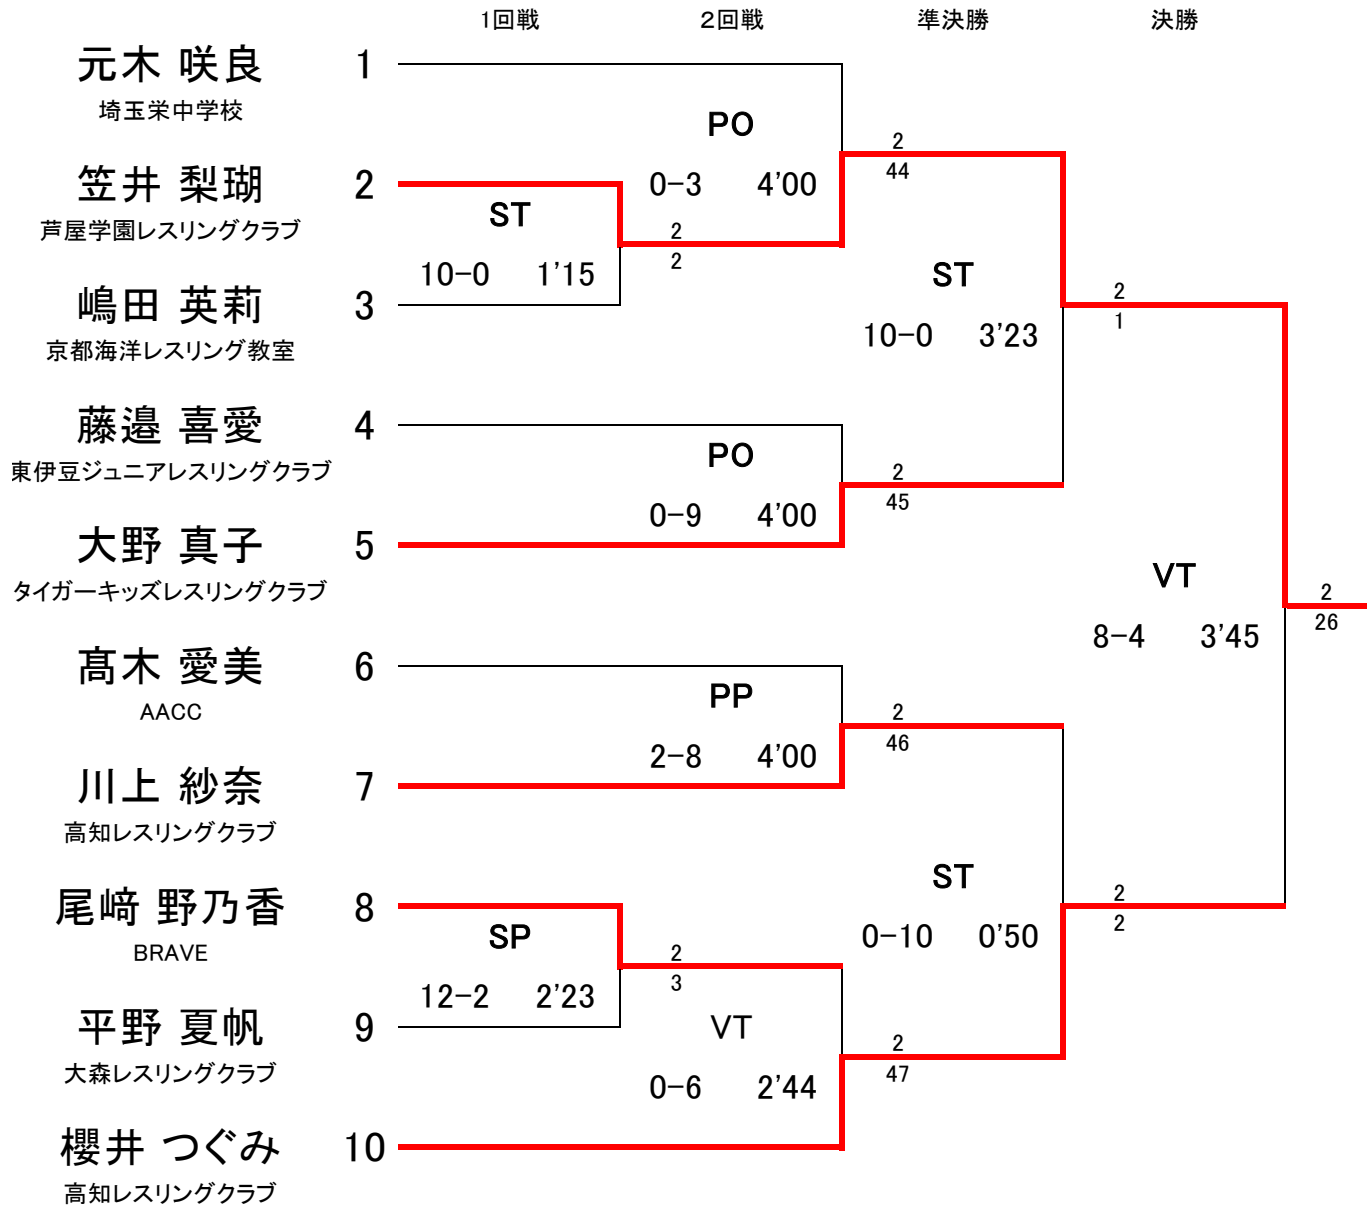 1回戦 2回戦 準決勝 決勝
元木 咲良 1
埼玉栄中学校
PO
2
44
笠井 梨瑚 2
0-3 4'00
芦屋学園レスリングクラブ
ST
2
2
10-0 1'15
ST
嶋田 英莉 3
2
1
京都海洋レスリング教室
10-0 3'23
藤邉 喜愛 4
東伊豆ジュニアレスリングクラブ
PO
2
45
0-9 4'00
大野 真子 5
タイガーキッズレスリングクラブ
VT
2
26
8-4 3'45
髙木 愛美 6
AACC
PP
2
46
2-8 4'00
川上 紗奈 7
高知レスリングクラブ
ST
尾﨑 野乃香 8
2
2
BRAVE
SP
0-10 0'50
2
3
12-2 2'23
平野 夏帆 9
VT
2
47
大森レスリングクラブ
0-6 2'44
櫻井 つぐみ 10
高知レスリングクラブ